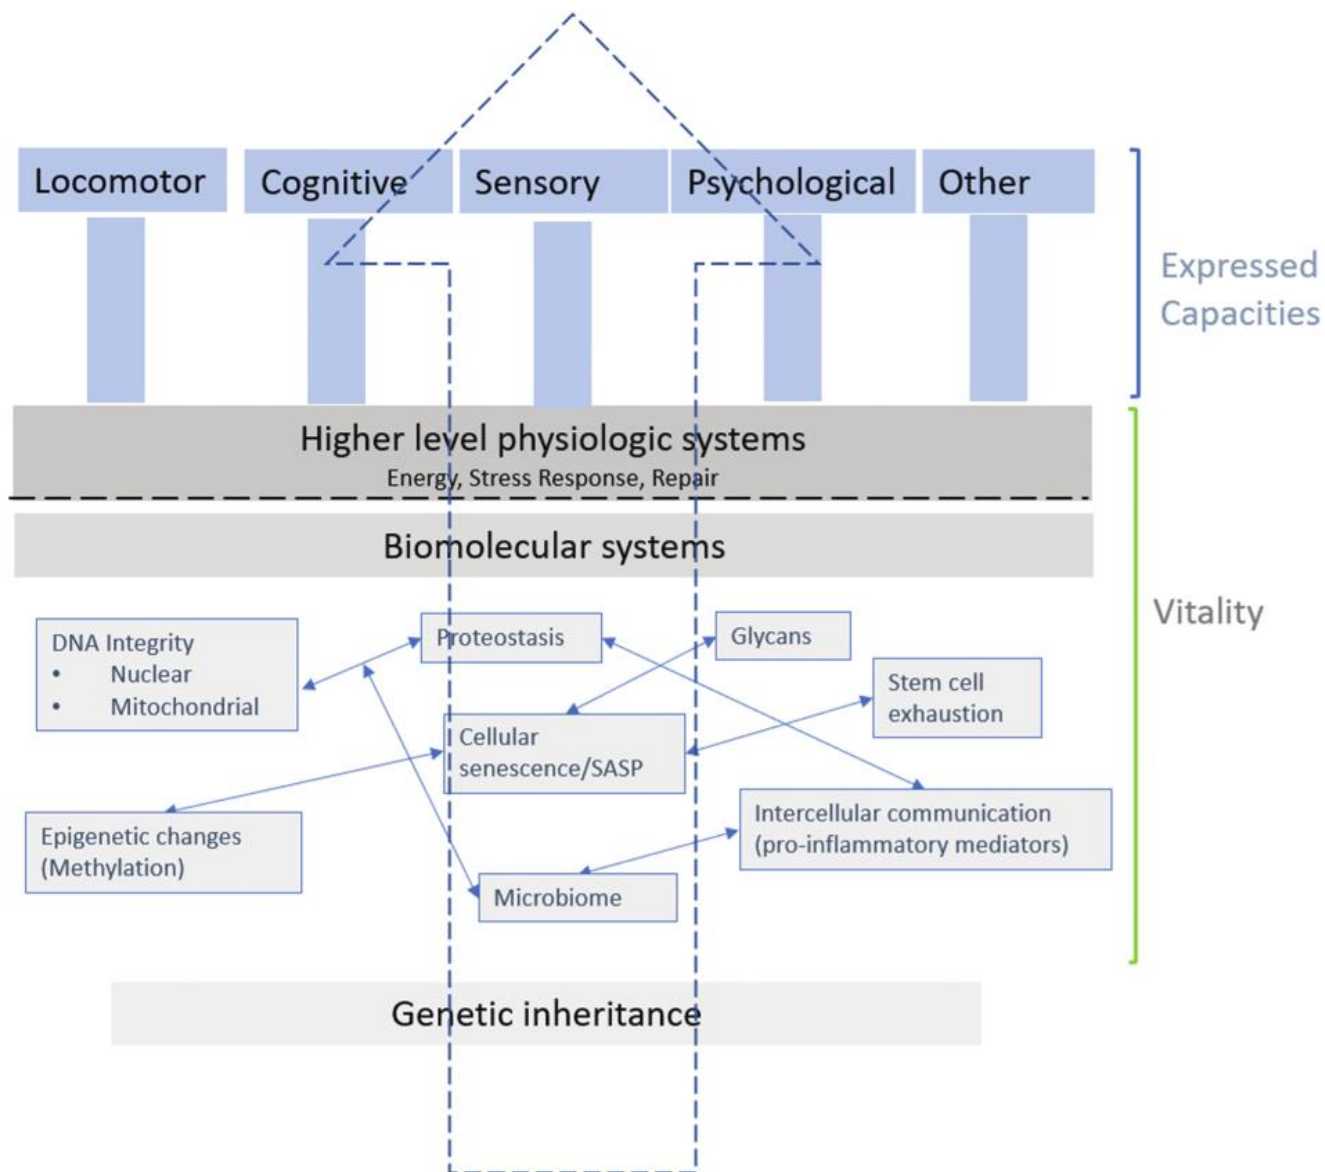 Locomotor
Cognitive
Sensory
Psychological
Other
Expressed
Capacities
Higher level physiologic systems
Energy, Stress Response, Repair
Biomolecular systems
Vitality
DNA Integrity
• Nuclear
• Mitochondrial
Proteostasis
Glycans
Stem cell
exhaustion
Cellular
senescence/SASP
Epigenetic changes
(Methylation)
Intercellular communication
(pro-inflammatory mediators)
Microbiome
Genetic inheritance